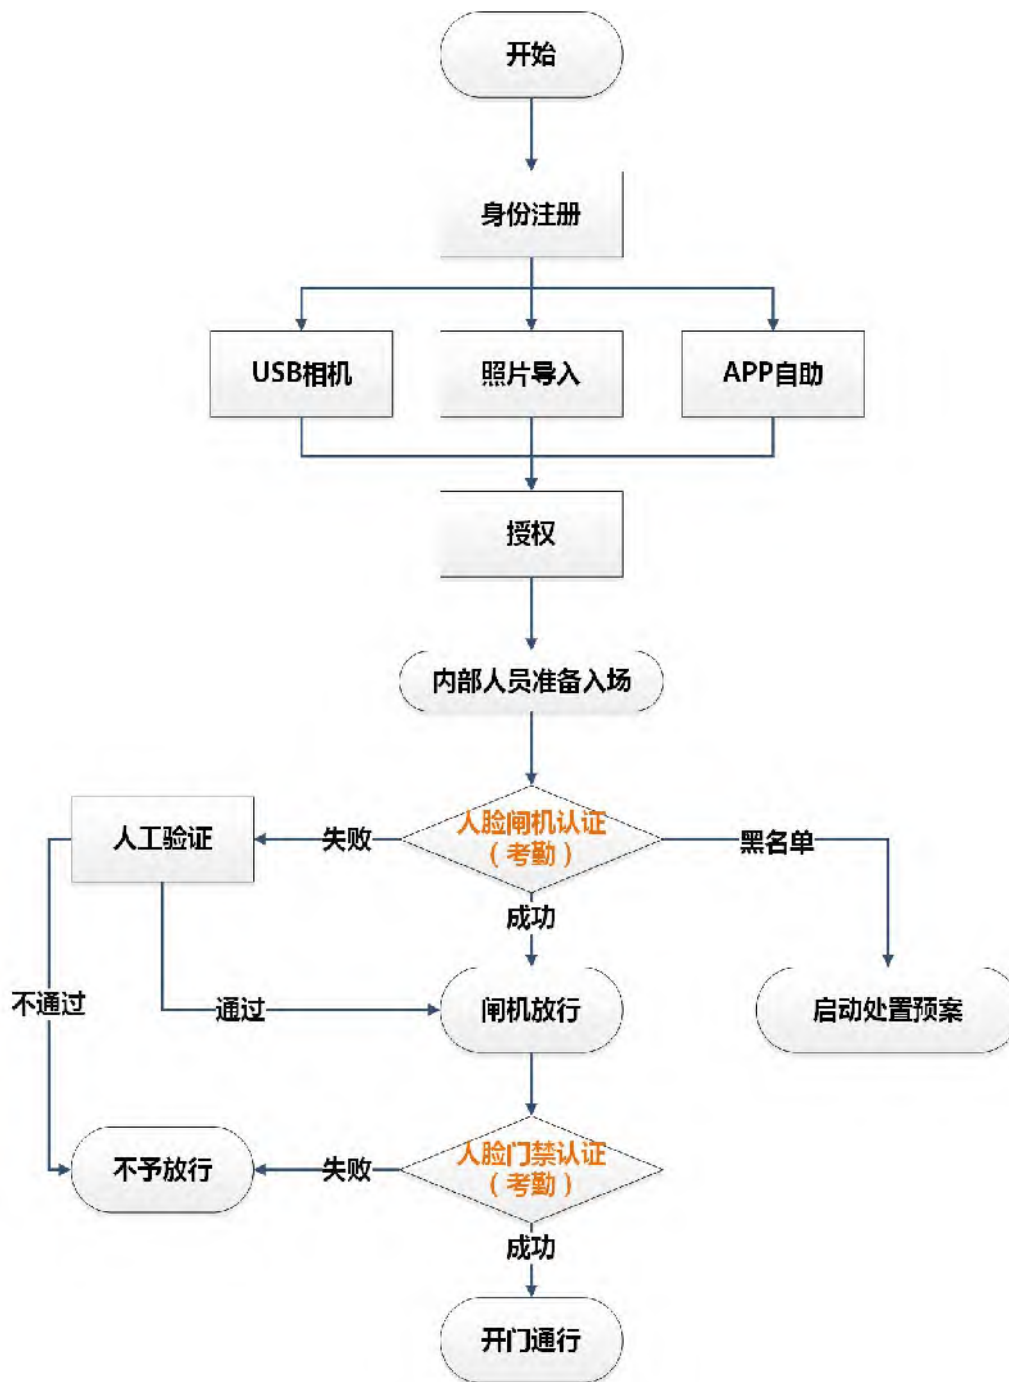 开始
身份注册
USB相机
照片导入
APP自助
授权
内部人员准备入场
人工验证
失败
人脸闸机认证
（考勤）
黑名单
成功
不通过
通过
闸机放行
启动处置预案
不予放行
失败
人脸门禁认证
（考勤）
成功
开门通行